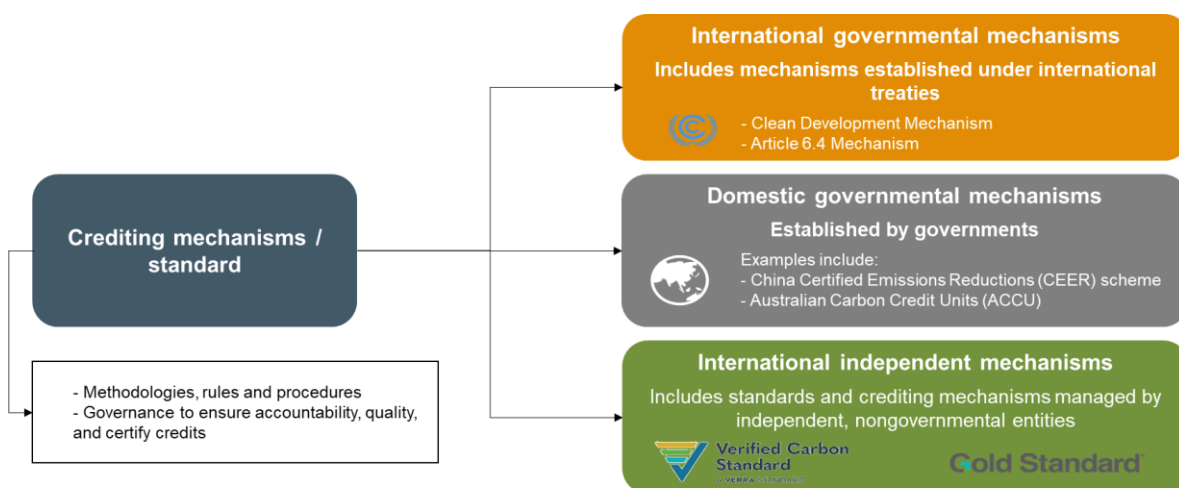 Crediting mechanisms /
standard
- Methodologies, rules and procedures
- Governance to ensure accountability, quality,
and certify credits
International governmental mechanisms
Includes mechanisms established under international
treaties
- Clean Development Mechanism
- Article 6.4 Mechanism
Domestic governmental mechanisms
Established by governments
Examples include:
- China Certified Emissions Reductions (CEER) scheme
- Australian Carbon Credit Units (ACCU)
International independent mechanisms
Includes standards and crediting mechanisms managed by
independent, nongovernmental entities
Verified Carbon
Standard
A VERRA STANDARD
Gold Standard